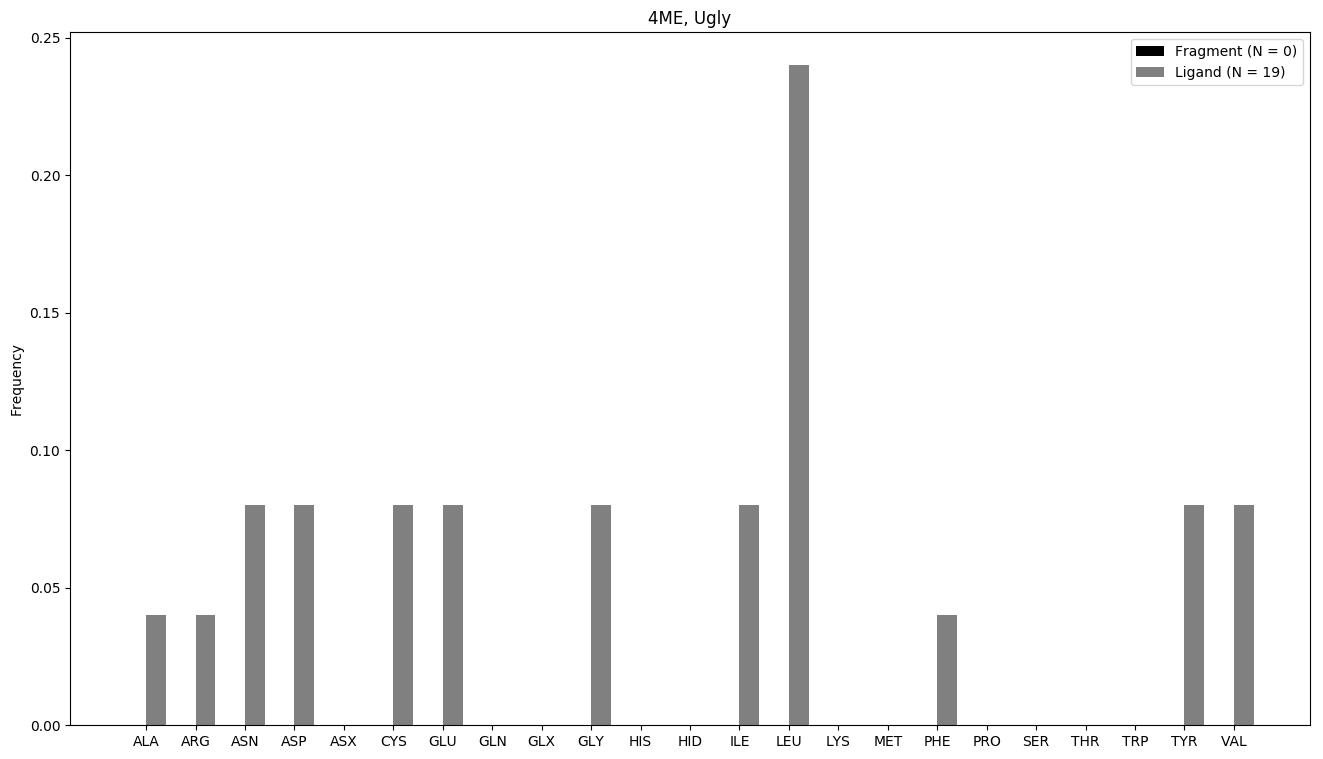 4ME, Ugly
Fragment (N = 0)
Ligand (N = 19)
Frequency
0.25
0.20
0.15
0.10
0.05
0.00
ALA ARG ASN ASP ASX CYS GLU GLN GLX GLY HIS HID ILE LEU LYS MET PHE PRO SER THR TRP TYR VAL